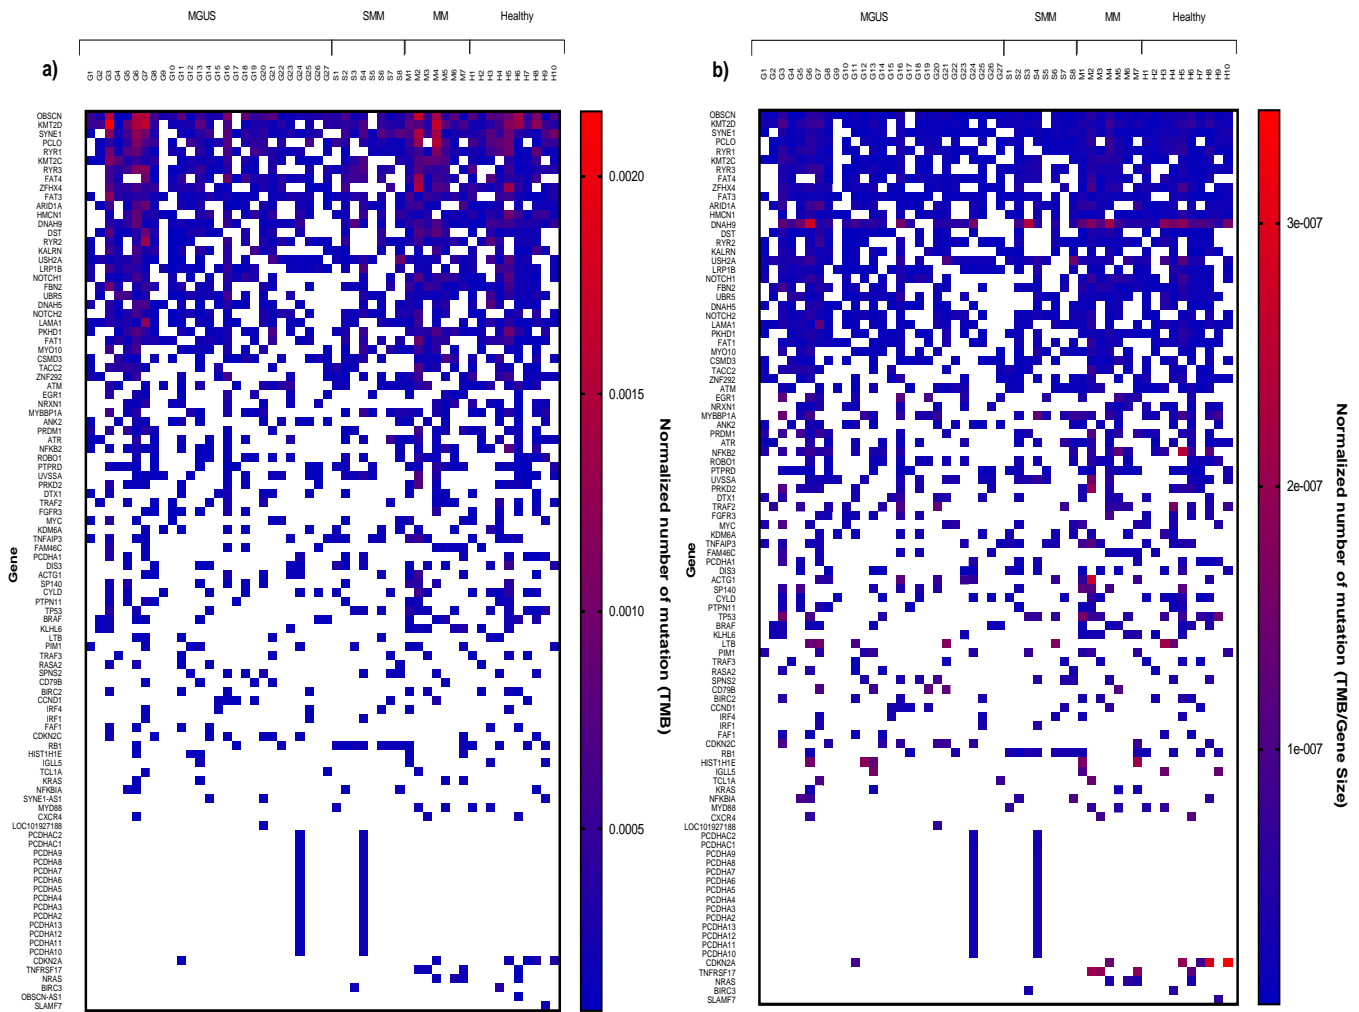 MGUS SMM MM Healthy
a)
G1 G2 G3 G4 G5 G6 G7 G8 G9 G10 G11 G12 G13 G14 G15 G16 G17 G18 G19 G20 G21 G22 G23 G24 G25 G26 G27 S1 S2 S3 S4 S5 S6 S7 S8 M1 M2 M3 M4 M5 M6 M7 H1 H2 H3 H4 H5 H6 H7 H8 H9 H10
Gene
OBSCN
KMT2D
SYNE1
PCLO
RYR1
KMT2C
RYR3
FAT4
ZFHX4
FAT3
ARID1A
HMCN1
DNAH9
DST
RYR2
KALRN
USH2A
LRP1B
NOTCH1
FBN2
UBR5
DNAH5
NOTCH2
LAMA1
PKHD1
FAT1
MYO10
CSMD3
TACC2
ZNF292
ATM
EGR1
NRXN1
MYBBP1A
ANK2
PRDM1
ATR
NFKB2
ROBO1
PTPRD
UVSSA
PRKD2
DTX1
TRAF2
FGFR3
MYC
KDM6A
TNFAIP3
FAM46C
PCDHA1
DIS3
ACTG1
SP140
CYLD
PTPN11
TP53
BRAF
KLHL6
LTB
PIM1
TRAF3
RASA2
SPNS2
CD79B
BIRC2
CCND1
IRF4
IRF1
FAF1
CDKN2C
RB1
HIST1H1E
IGLL5
TCL1A
KRAS
NFKBIA
SYNE1-AS1
MYD88
CXCR4
LOC101927188
PCDHAC2
PCDHAC1
PCDHA9
PCDHA8
PCDHA7
PCDHA6
PCDHA5
PCDHA4
PCDHA3
PCDHA2
PCDHA13
PCDHA12
PCDHA11
PCDHA10
CDKN2A
TNFRSF17
NRAS
BIRC3
OBSCN-AS1
SLAMF7
0.0020
0.0015
0.0010
0.0005
Normalized number of mutation (TMB)
MGUS SMM MM Healthy
b)
G1 G2 G3 G4 G5 G6 G7 G8 G9 G10 G11 G12 G13 G14 G15 G16 G17 G18 G19 G20 G21 G22 G23 G24 G25 G26 G27 S1 S2 S3 S4 S5 S6 S7 S8 M1 M2 M3 M4 M5 M6 M7 H1 H2 H3 H4 H5 H6 H7 H8 H9 H10
Gene
OBSCN
KMT2D
SYNE1
PCLO
RYR1
KMT2C
RYR3
FAT4
ZFHX4
FAT3
ARID1A
HMCN1
DNAH9
DST
RYR2
KALRN
USH2A
LRP1B
NOTCH1
FBN2
UBR5
DNAH5
NOTCH2
LAMA1
PKHD1
FAT1
MYO10
CSMD3
TACC2
ZNF292
ATM
EGR1
NRXN1
MYBBP1A
ANK2
PRDM1
ATR
NFKB2
ROBO1
PTPRD
UVSSA
PRKD2
DTX1
TRAF2
FGFR3
MYC
KDM6A
TNFAIP3
FAM46C
PCDHA1
DIS3
ACTG1
SP140
CYLD
PTPN11
TP53
BRAF
KLHL6
LTB
PIM1
TRAF3
RASA2
SPNS2
CD79B
BIRC2
CCND1
IRF4
IRF1
FAF1
CDKN2C
RB1
HIST1H1E
IGLL5
TCL1A
KRAS
NFKBIA
MYD88
CXCR4
LOC101927188
PCDHAC2
PCDHAC1
PCDHA9
PCDHA8
PCDHA7
PCDHA6
PCDHA5
PCDHA4
PCDHA3
PCDHA2
PCDHA13
PCDHA12
PCDHA11
PCDHA10
CDKN2A
TNFRSF17
NRAS
BIRC3
SLAMF7
3e-007
2e-007
1e-007
Normalized number of mutation (TMB/Gene Size)